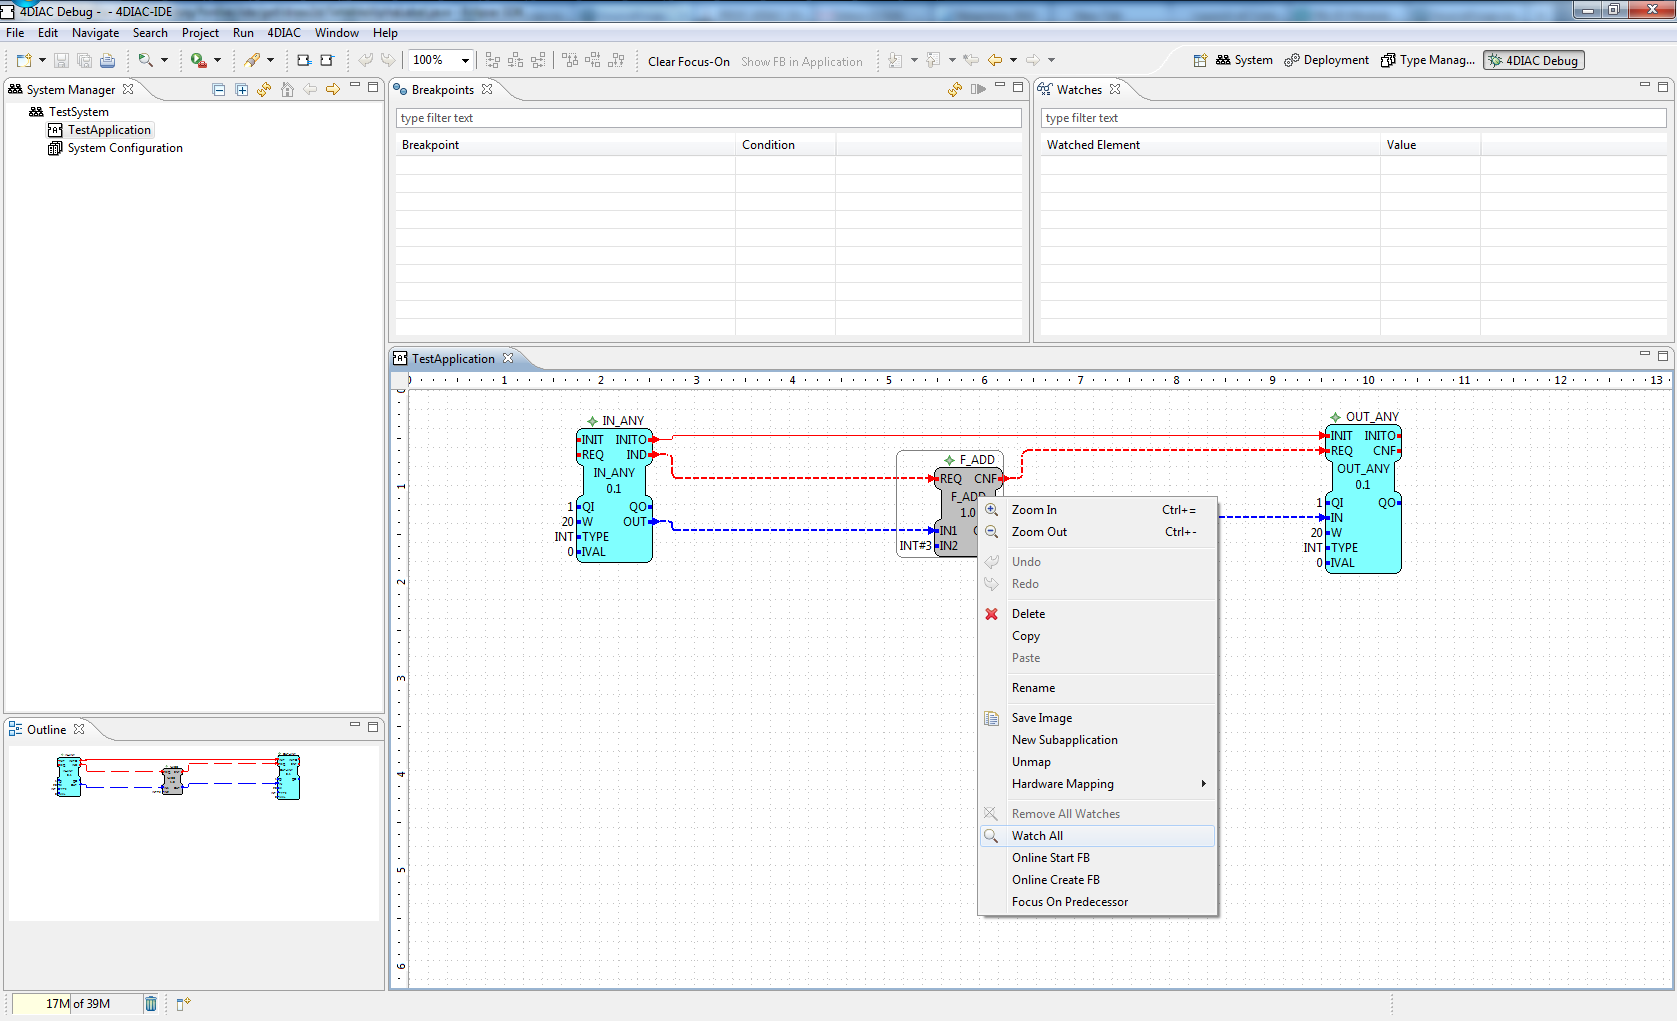 4DIAC Debug - - 4DIAC-IDE
File Edit Navigate Search Project Run 4DIAC Window Help
100% Clear Focus-On Show FB in Application System Deployment Type Manag... 4DIAC Debug
System Manager
TestSystem
TestApplication
System Configuration
Breakpoints
type filter text
Breakpoint Condition
Watches
type filter text
Watched Element Value
TestApplication
0 1 2 3 4 5 6 7 8 9 10 11 12 13
0
1
2
3
4
5
6
IN_ANY
INIT INITO
REQ IND
IN_ANY
0.1
1 QI QO
20 W OUT
INT TYPE
0 IVAL
F_ADD
REQ CNF
F_ADD
1.0
IN1
INT#3 IN2
OUT_ANY
INIT INITO
REQ CNF
OUT_ANY
0.1
1 QI QO
IN
20 W
INT TYPE
0 IVAL
Zoom In Ctrl+=
Zoom Out Ctrl+-
Undo
Redo
Delete
Copy
Paste
Rename
Save Image
New Subapplication
Unmap
Hardware Mapping
Remove All Watches
Watch All
Online Start FB
Online Create FB
Focus On Predecessor
Outline
17M of 39M